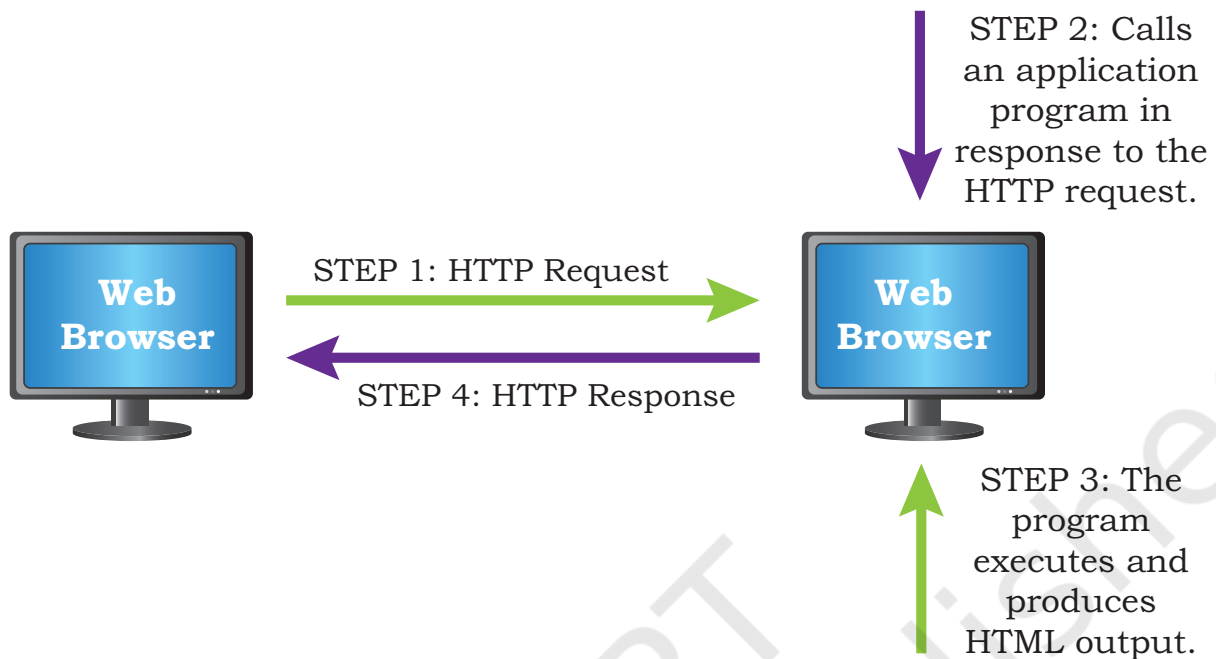 STEP 2: Calls
an application
program in
response to the
HTTP request.
Web
Browser
STEP 1: HTTP Request
STEP 4: HTTP Response
Web
Browser
STEP 3: The
program
executes and
produces
HTML output.